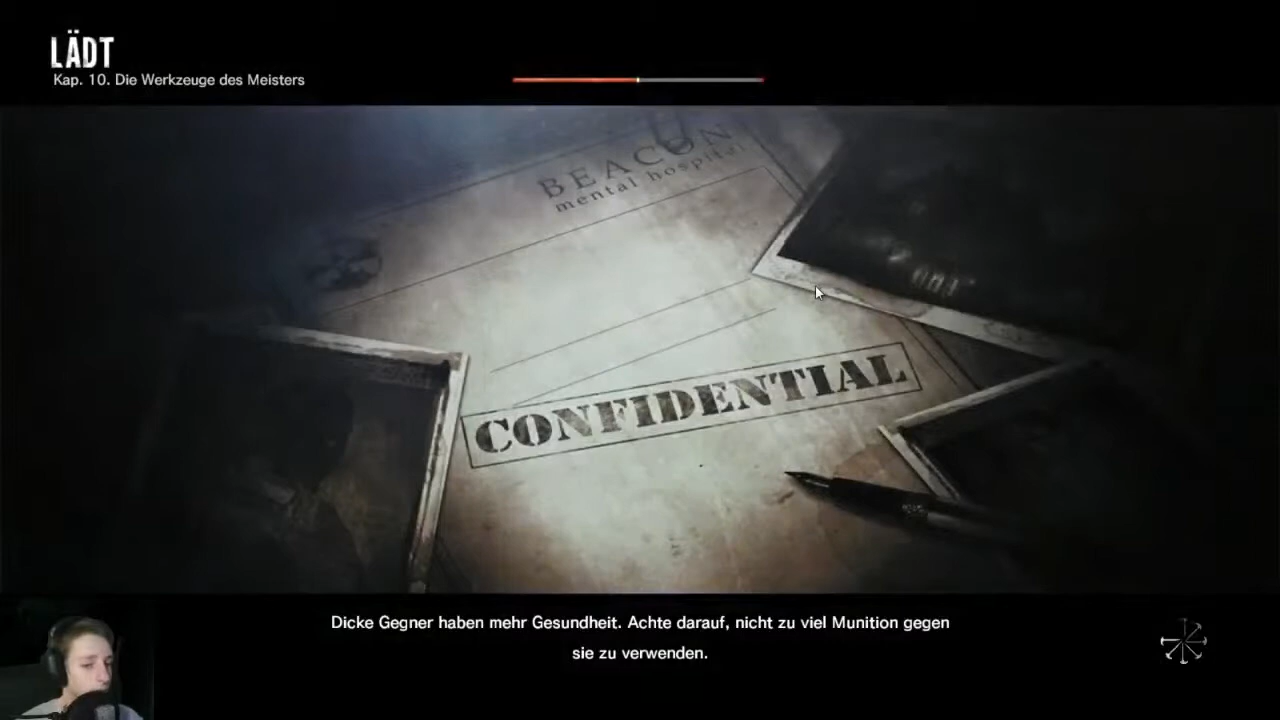 LÄDT
Kap. 10. Die Werkzeuge des Meisters
BEACON
mental hospital
CONFIDENTIAL
Dicke Gegner haben mehr Gesundheit. Achte darauf, nicht zu viel Munition gegen
sie zu verwenden.